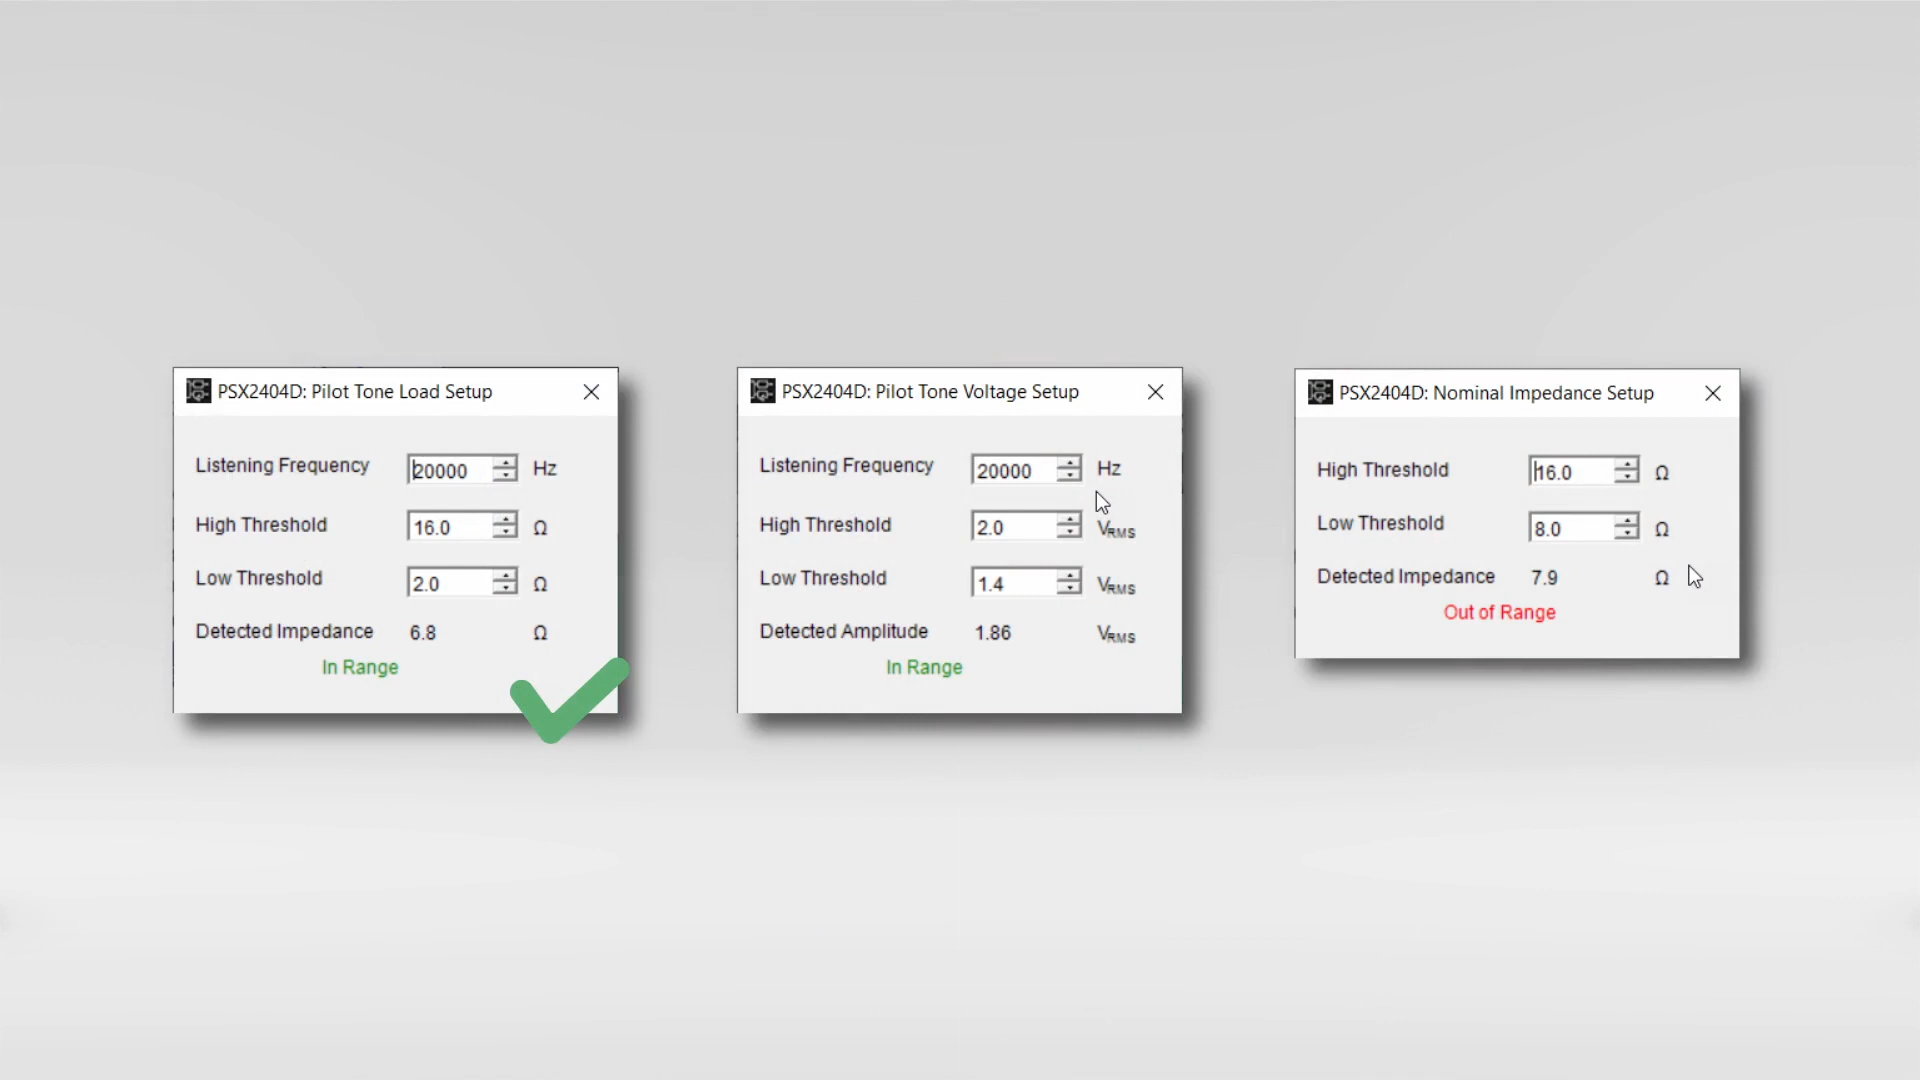 PSX2404D: Pilot Tone Load Setup
Listening Frequency 20000 Hz
High Threshold 16.0 Ω
Low Threshold 2.0 Ω
Detected Impedance 6.8 Ω
In Range
PSX2404D: Pilot Tone Voltage Setup
Listening Frequency 20000 Hz
High Threshold 2.0 VRMS
Low Threshold 1.4 VRMS
Detected Amplitude 1.86 VRMS
In Range
PSX2404D: Nominal Impedance Setup
High Threshold 16.0 Ω
Low Threshold 8.0 Ω
Detected Impedance 7.9 Ω
Out of Range